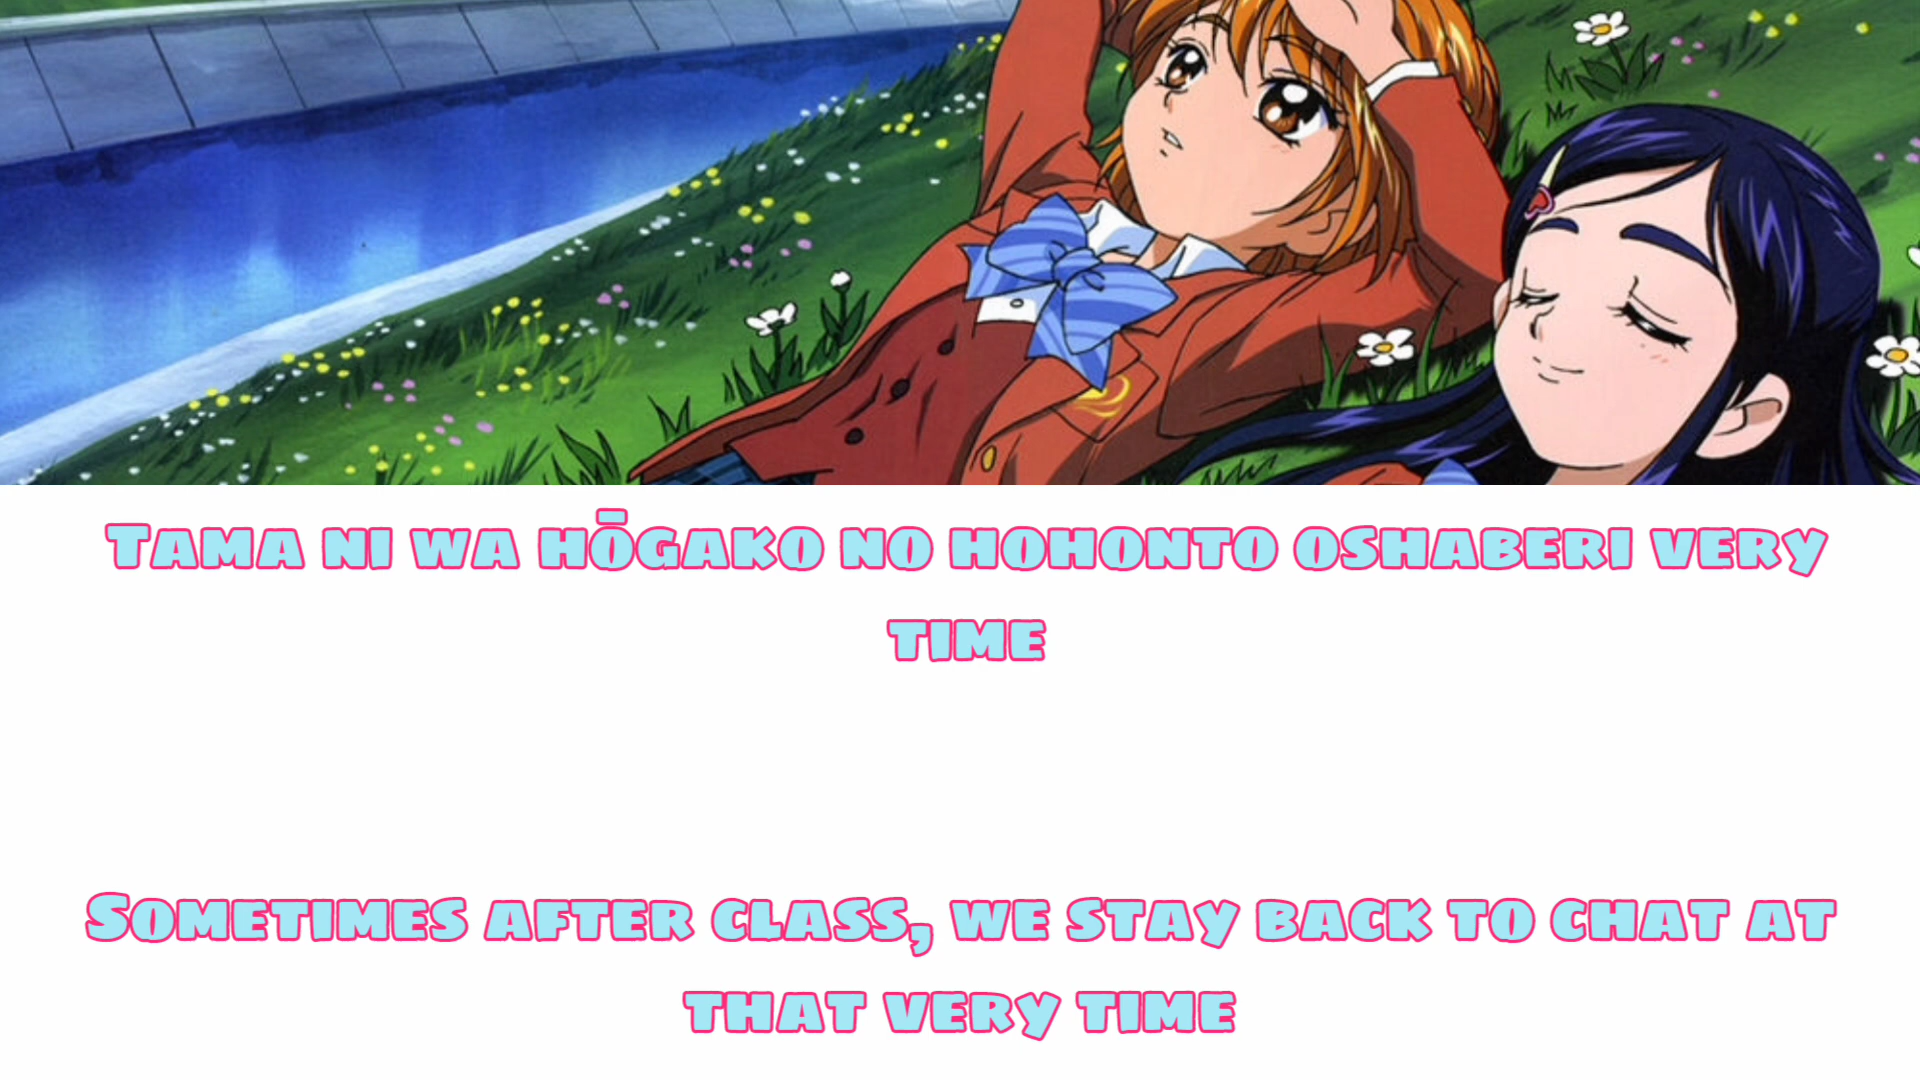 Tama ni wa hōgako no hohonto oshaberi very
time
Sometimes after class, we stay back to chat at
that very time